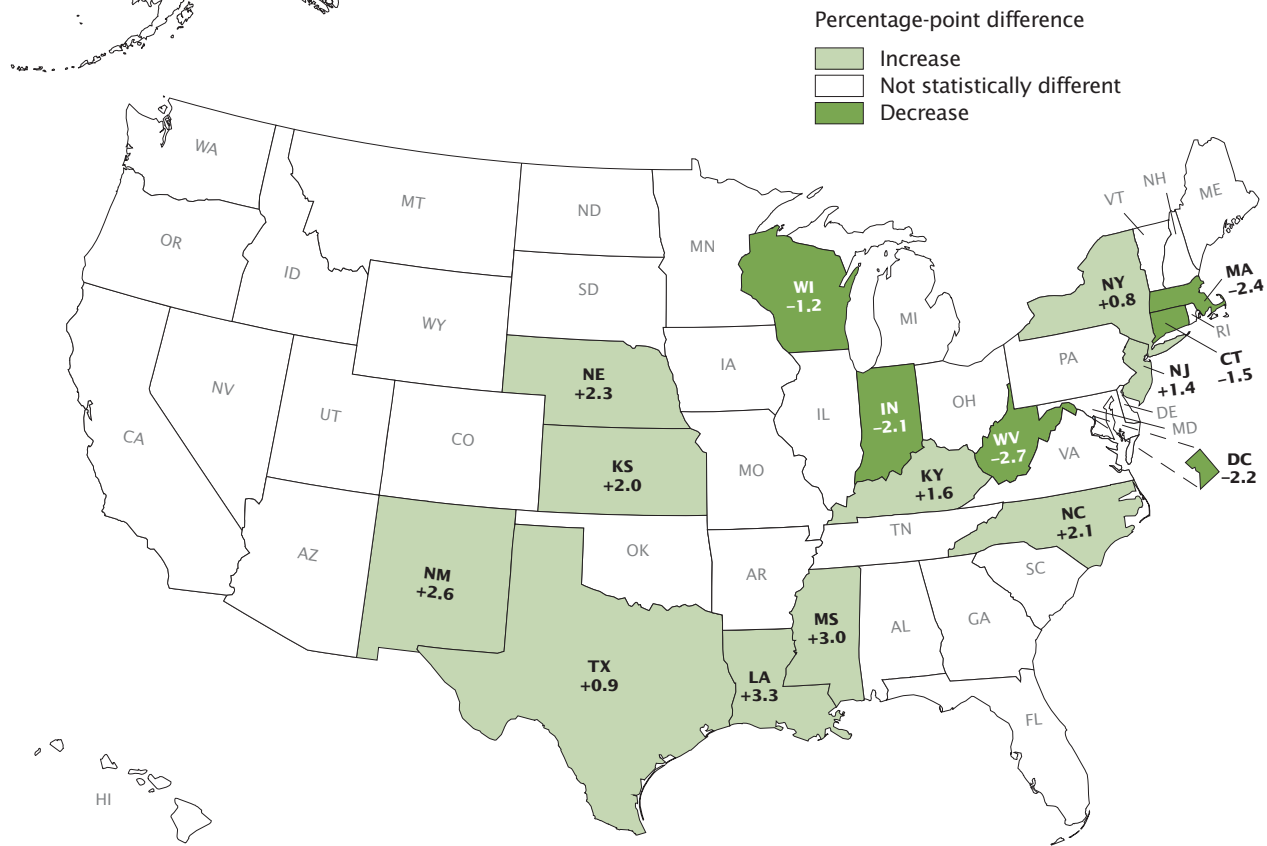 Percentage-point difference
Increase
Not statistically different
Decrease
WA
MT
ND
MN
OR
ID
SD
WY
WI
−1.2
MI
VT
NH
ME
NY
+0.8
MA
−2.4
RI
CT
−1.5
NJ
+1.4
PA
IA
NE
+2.3
NV
UT
CO
CA
KS
+2.0
MO
IL
IN
−2.1
OH
WV
−2.7
DE
MD
VA
DC
−2.2
KY
+1.6
NC
+2.1
TN
AZ
NM
+2.6
OK
AR
SC
MS
+3.0
AL
GA
TX
+0.9
LA
+3.3
FL
HI